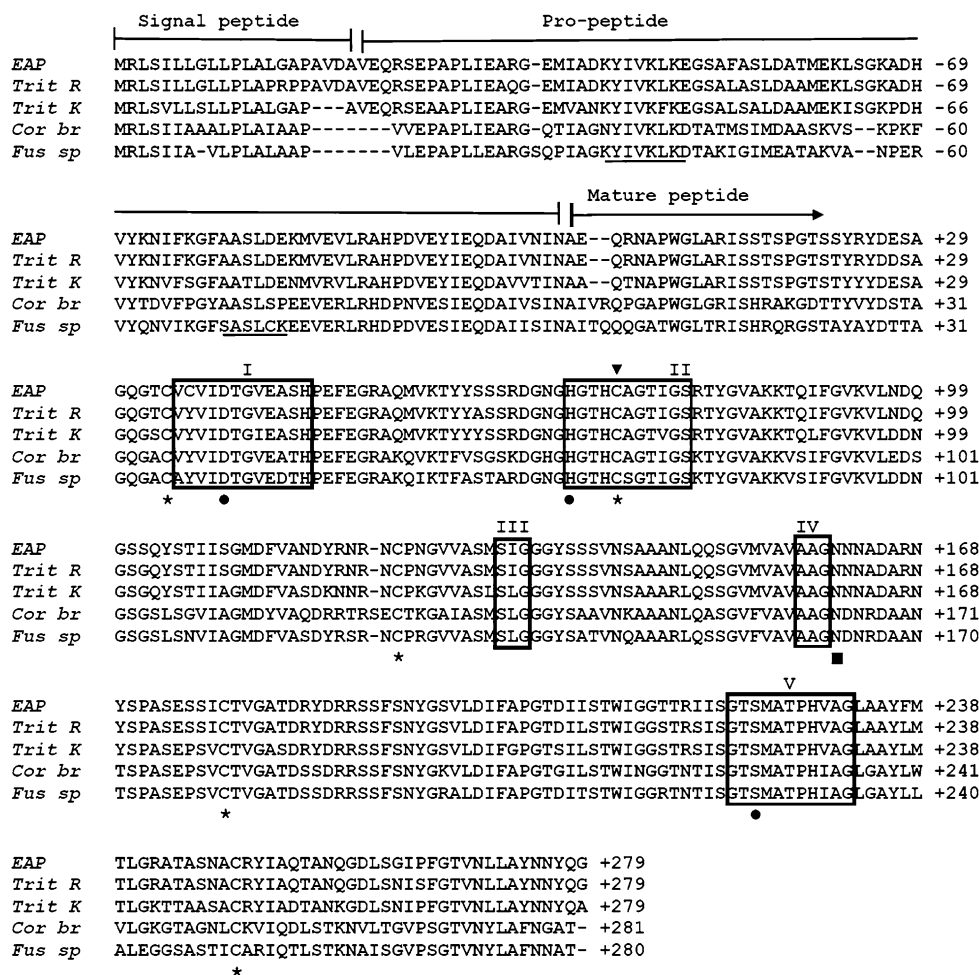 Signal peptide Pro-peptide
EAP MRLSILLGLLPLALGAPAVDAVEQRSEPAPLIEARG-EMIADKYIVKLKEGSAFASLDATMEKLSGKADH -69
Trit R MRLSVLLGLLPLAPRPPAVDAVEQRSEPAPLIEAQG-EMIADKYIVKLKEGSALASLDAAMEKLSGKADH -69
Trit K MRLSVLLSLLPLALGAP---AVEQRSEAAPLIEARG-EMVANKYIVKFKEGSALSALDAAMEKISGKPDH -66
Cor br MRLSIIAAALPLAIAAP-------VVEPAPLIEARG-QTIAGNYIVKLKDTATMSIMDAASKVS--KPKF -60
Fus sp MRLSIIA-VLPLALAAP-------VLEPAPLLEARGSQPIAGKYIVKLKDTAKIGIMEATAKVA--NPER -60
Mature peptide
EAP VYKNIFKGFAASLDEKMVEVLRAHPDVEYIEQDAIVNINAE--QRNAPWGLARISSTSPGTSSYRYDESA +29
Trit R VYKNIFKGFAASLDEKMVEVLRAHPDVEYIEQDAIVNINAE--QRNAPWGLARISSTSPGTSTYRYDDSA +29
Trit K VYKNVFSGFAATLDENMVRVLRAHPDVEYIEQDAVVTINAA--QTNAPWGLARISSTSPGTSTYYYDESA +29
Cor br VYTDVFPGYAASLSPEEVERLRHDPNVESIEQDAIVSINAIVRQPGAPWGLGRISHRAKGDTTYVYDSTA +31
Fus sp VYQNVIKGFSASLCKEEVERLRHDPDVESIEQDAIISINAITQQQGATWGLTRISHRQRGSTAYAYDTTA +31
I ▼ II
EAP GQGTCVCVIDTGVEASHPEFEGRAQMVKTYYSSSRDGNGHGTHCAGTIGSRTYGVAKKTQIFGVKVLNDQ +99
Trit R GQGTCVYVIDTGVEASHPEFEGRAQMVKTYYSSSRDGNGHGTHCAGTIGSRTYGVAKKTQIFGVKVLNDQ +99
Trit K GQGSCVYVIDTGIEASHPEFEGRAQMVKTYYYSSRDGNGHGTHCAGTVGSRTYGVAKKTQLFGVKVLDDN +99
Cor br GQGACVYVIDTGVEATHPEFEGRAKQVKTFVSGSKDGHGHGTHCAGTIGSKTYGVAKKVSIFGVKVLEDS +101
Fus sp GQGACAYVIDTGVEDTHPEFEGRAKQIKTFASTARDGNGHGTHCSGTIGSKTYGVAKKVSIFGVKVLDDN +101
* ● ● *
III IV
EAP GSSQYSTIISGMDFVANDYRNR-NCPNGVVASMSIGGGYSSSVNSAAANLQQSGVMVAVAAGNNNADARN +168
Trit R GSGQYSTIISGMDFVANDYRNR-NCPNGVVASMSIGGGYSSSVNSAAANLQQSGVMVAVAAGNNNADARN +168
Trit K GSGQYSTIIAGMDFVASDKNNR-NCPKGVVASLSLGGGYSSSVNSAAARLQSSGVMVAVAAGNNNADARN +168
Cor br GSGSLSGVIAGMDYVAQDRRTRSECTKGAIASMSLGGGYSAAVNKAAANLQASGVFVAVAAGNDNRDAAN +171
Fus sp GSGSLSNVIAGMDFVASDYRSR-NCPRGVVASMSLGGGYSATVNQAAARLQSSGVFVAVAAGNDNRDAAN +170
* ■
V
EAP YSPASESSICTVGATDRYDRRSSFSNYGSVLDIFAPGTDIISTWIGGTTRIISGTSMATPHVAGLAAYFM +238
Trit R YSPASESSICTVGATDRYDRRSSFSNYGSVLDIFAPGTDILSTWIGGSTRSISGTSMATPHVAGLAAYLM +238
Trit K YSPASEPSVCTVGASDRYDRRSSFSNYGSVLDIFGPGTSILSTWIGGSTRSISGTSMATPHVAGLAAYLM +238
Cor br TSPASEPSVCTVGATDSSDRRSSFSNYGKVLDIFAPGTGILSTWINGGTNTISGTSMATPHIAGLGAYLW +241
Fus sp TSPASEPSVCTVGATDSSDRRSSFSNYGRALDIFAPGTDITSTWIGGRTNTISGTSMATPHIAGLGAYLL +240
* ●
EAP TLGRATASNACRYIAQTANQGDLSGIPFGTVNLLAYNNYQG +279
Trit R TLGRATASNACRYIAQTANQGDLSNISFGTVNLLAYNNYQG +279
Trit K TLGKTTAASACRYIADTANKGDLSNIPFGTVNLLAYNNYQA +279
Cor br VLGKGTAGNLCKVIQDLSTKNVLTGVPSGTVNYLAFNGAT- +281
Fus sp ALEGGSASTICARIQTLSTKNAISGVPSGTVNYLAFNNAT- +280
*